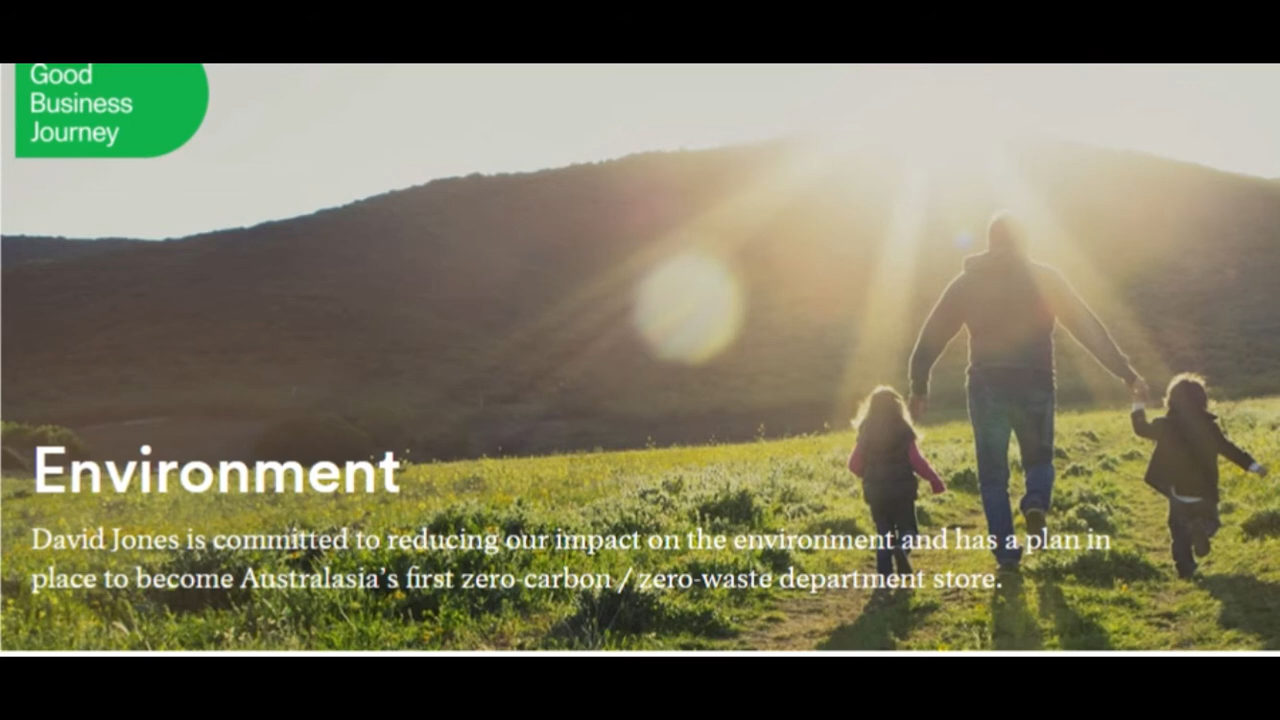 Good
Business
Journey
Environment
David Jones is committed to reducing our impact on the environment and has a plan in
place to become Australasia's first zero-carbon / zero-waste department store.